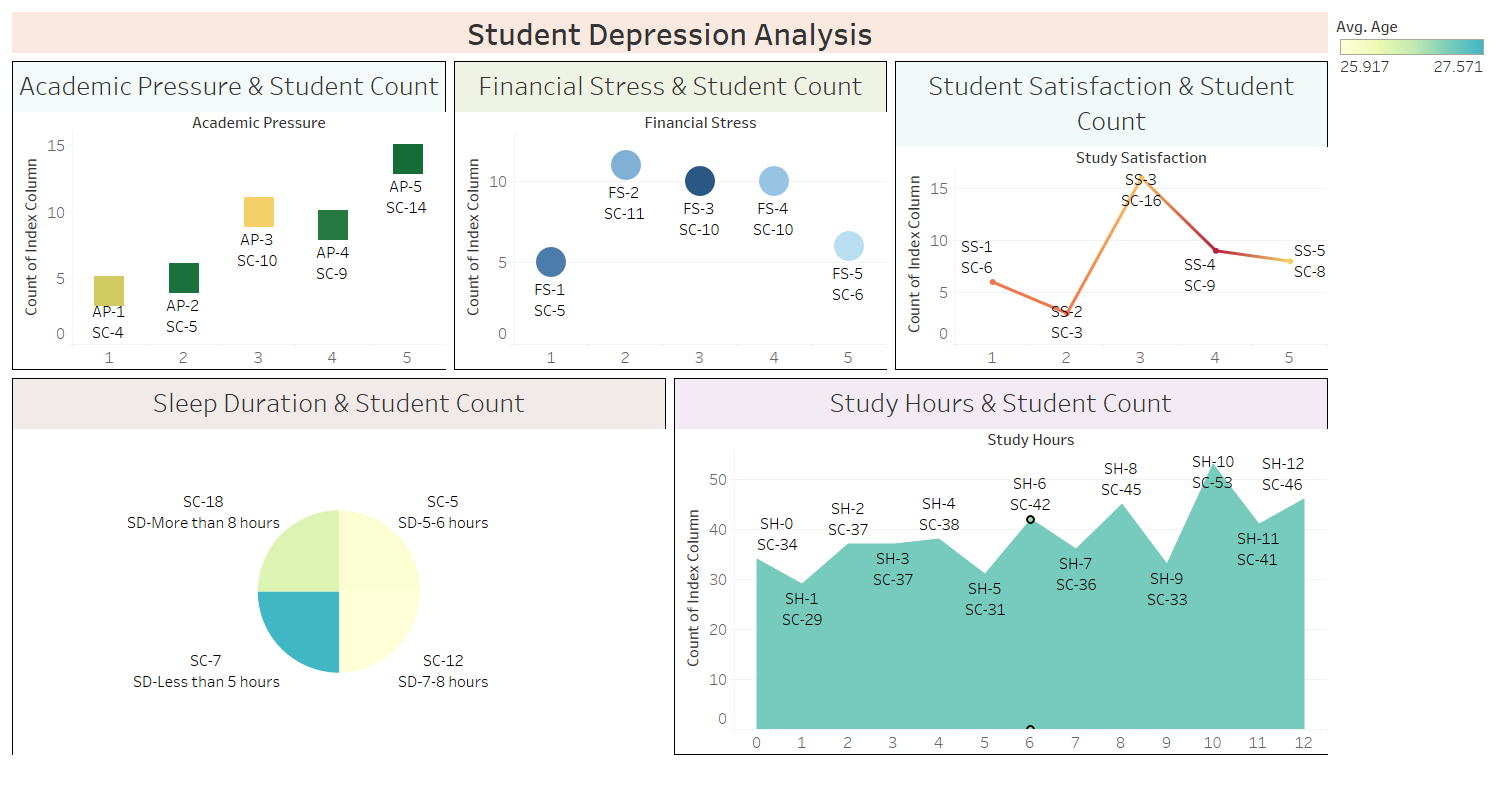 Student Depression Analysis
Avg. Age
25.917 27.571
Academic Pressure & Student Count
Academic Pressure
Count of Index Column
15
10
5
0
AP-1
SC-4
AP-2
SC-5
AP-3
SC-10
AP-4
SC-9
AP-5
SC-14
1 2 3 4 5
Financial Stress & Student Count
Financial Stress
Count of Index Column
10
5
0
FS-1
SC-5
FS-2
SC-11
FS-3
SC-10
FS-4
SC-10
FS-5
SC-6
1 2 3 4 5
Student Satisfaction & Student
Count
Study Satisfaction
Count of Index Column
15
10
5
0
SS-1
SC-6
SS-2
SC-3
SS-3
SC-16
SS-4
SC-9
SS-5
SC-8
1 2 3 4 5
Sleep Duration & Student Count
SC-18
SD-More than 8 hours
SC-5
SD-5-6 hours
SC-7
SD-Less than 5 hours
SC-12
SD-7-8 hours
Study Hours & Student Count
Study Hours
Count of Index Column
50
40
30
20
10
0
SH-0
SC-34
SH-1
SC-29
SH-2
SC-37
SH-3
SC-37
SH-4
SC-38
SH-5
SC-31
SH-6
SC-42
SH-7
SC-36
SH-8
SC-45
SH-9
SC-33
SH-10
SC-53
SH-11
SC-41
SH-12
SC-46
0 1 2 3 4 5 6 7 8 9 10 11 12